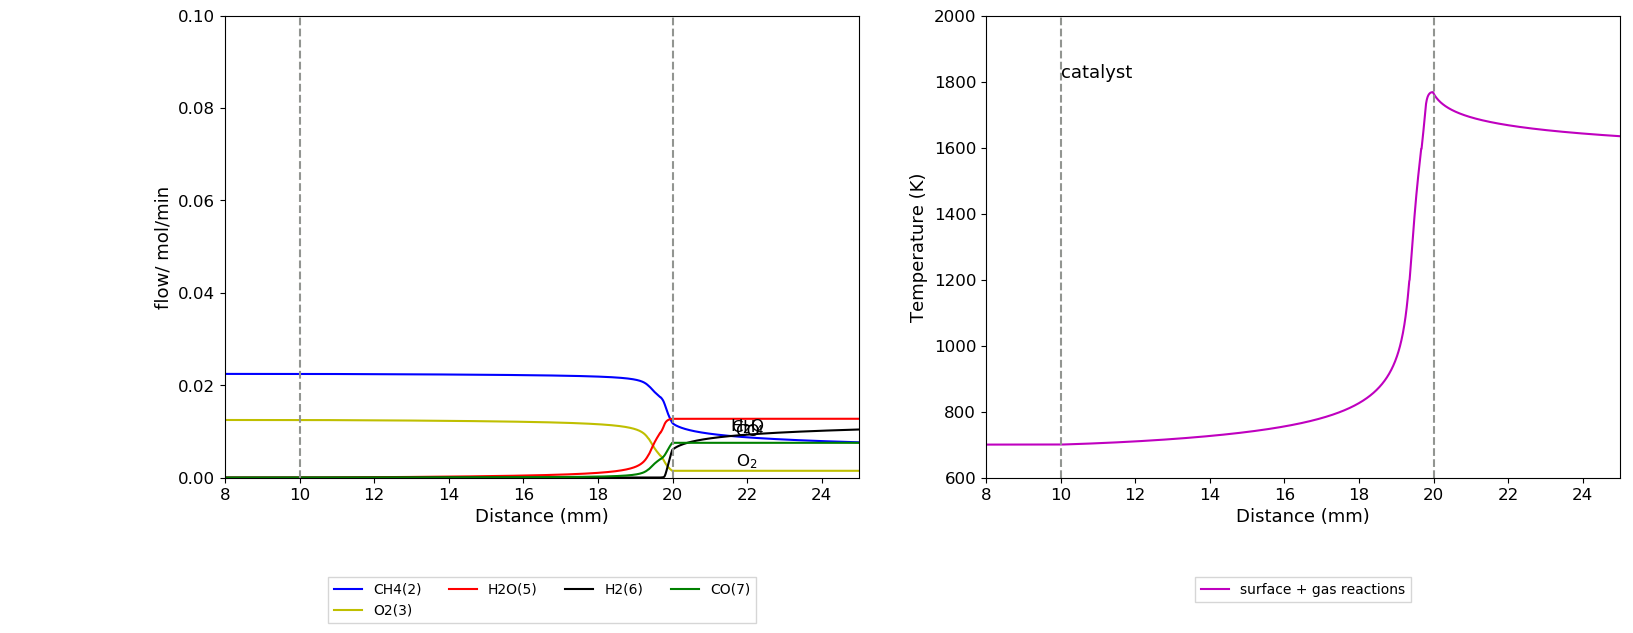 0.10
0.08
0.06
0.04
0.02
0.00
flow/ mol/min
8 10 12 14 16 18 20 22 24
Distance (mm)
O₂
CH4(2) H2O(5) H2(6) CO(7)
O2(3)
2000
1800
1600
1400
1200
1000
800
600
Temperature (K)
catalyst
8 10 12 14 16 18 20 22 24
Distance (mm)
surface + gas reactions